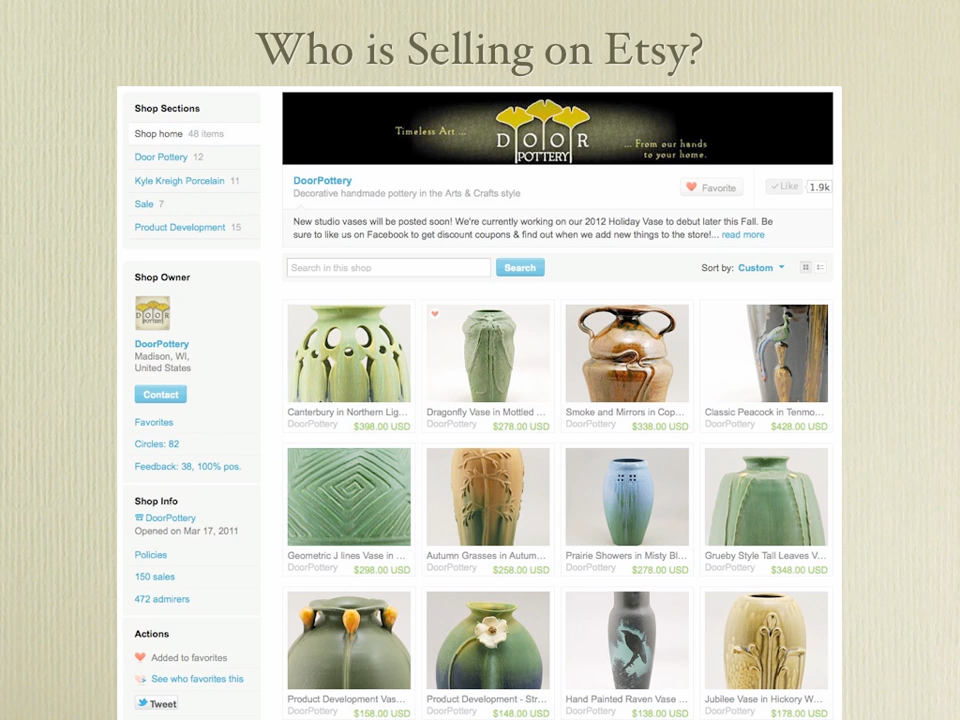 Who is Selling on Etsy?
Shop Sections
Shop home 48 items
Door Pottery 12
Kyle Kreigh Porcelain 11
Sale 7
Product Development 15
Shop Owner
DOOR
POTTERY
DoorPottery
Madison, WI,
United States
Contact
Favorites
Circles: 82
Feedback: 38, 100% pos.
Shop Info
DoorPottery
Opened on Mar 17, 2011
Policies
150 sales
472 admirers
Actions
Added to favorites
See who favorites this
Tweet
Timeless Art ...
DOOR
POTTERY
... From our hands
to your home.
DoorPottery
Decorative handmade pottery in the Arts & Crafts style
Favorite
Like 1.9k
New studio vases will be posted soon! We're currently working on our 2012 Holiday Vase to debut later this Fall. Be
sure to like us on Facebook to get discount coupons & find out when we add new things to the store!... read more
Search in this shop
Search
Sort by: Custom
Canterbury in Northern Lig...
DoorPottery $398.00 USD
Dragonfly Vase in Mottled ...
DoorPottery $278.00 USD
Smoke and Mirrors in Cop...
DoorPottery $338.00 USD
Classic Peacock in Tenmo...
DoorPottery $428.00 USD
Geometric J lines Vase in ...
DoorPottery $298.00 USD
Autumn Grasses in Autum...
DoorPottery $258.00 USD
Prairie Showers in Misty Bl...
DoorPottery $278.00 USD
Grueby Style Tall Leaves V...
DoorPottery $348.00 USD
Product Development Vas...
DoorPottery $158.00 USD
Product Development - Str...
DoorPottery $148.00 USD
Hand Painted Raven Vase ...
DoorPottery $138.00 USD
Jubilee Vase in Hickory W...
DoorPottery $178.00 USD